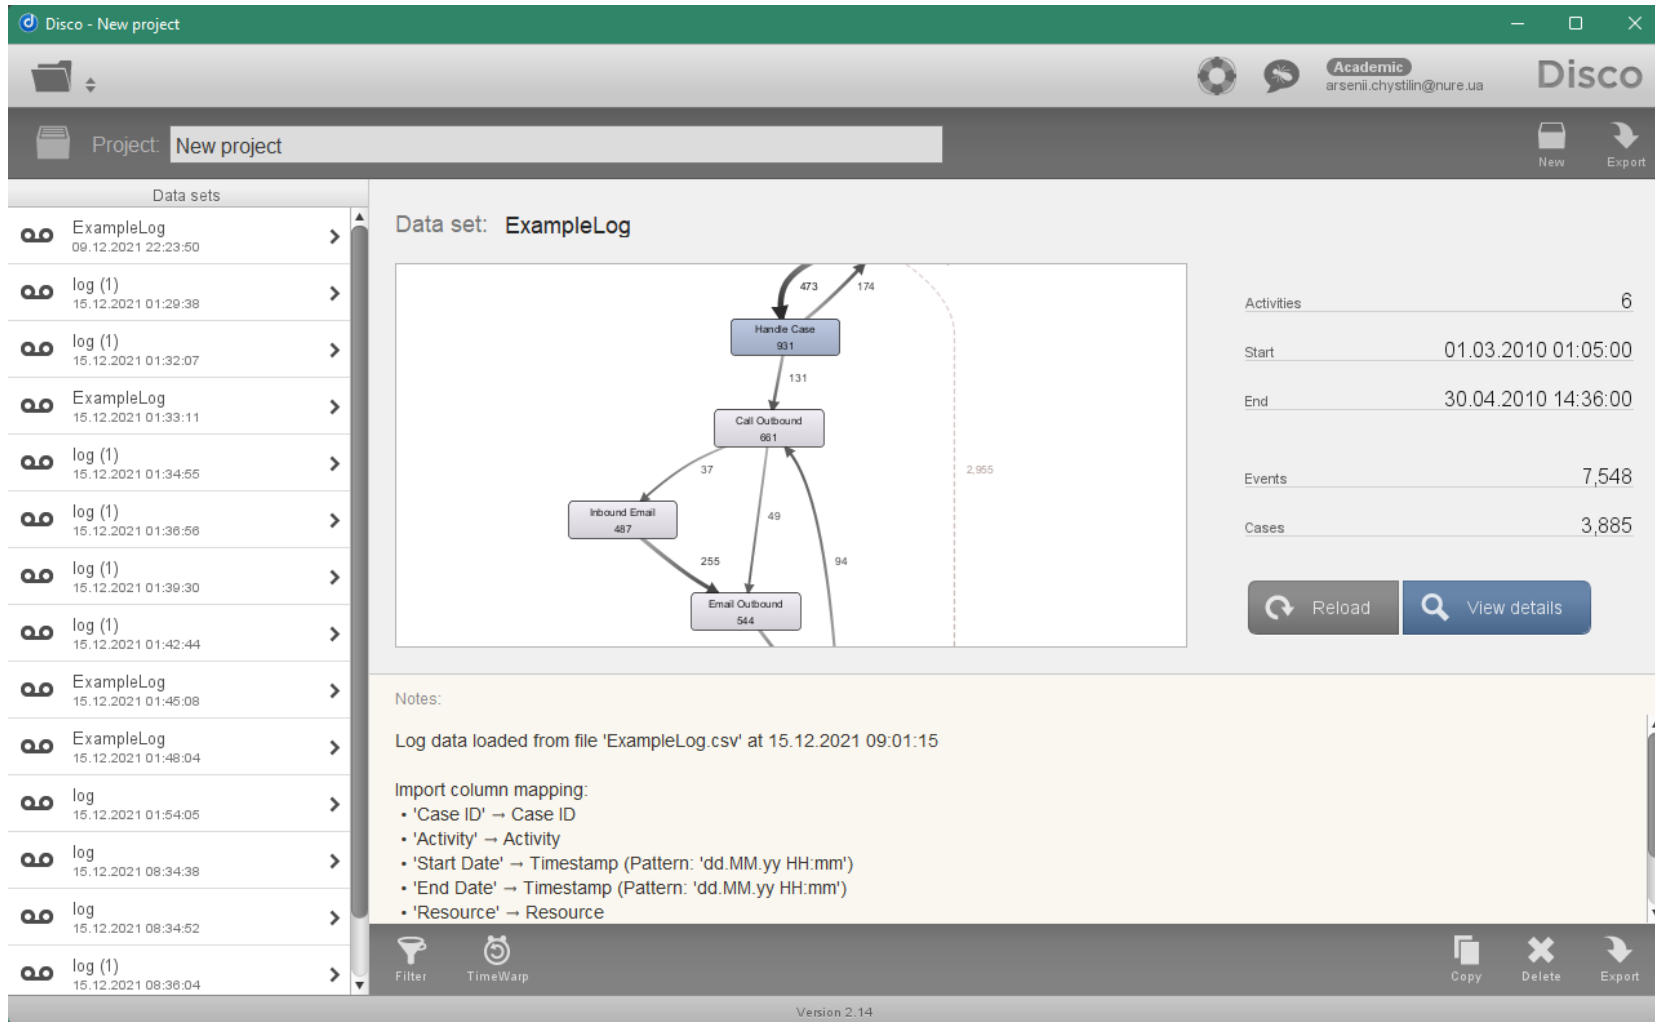 Disco - New project
Academic
arsenii.chystilin@nure.ua
Disco
Project: New project
New
Export
Data sets
ExampleLog
09.12.2021 22:23:50
log (1)
15.12.2021 01:29:38
log (1)
15.12.2021 01:32:07
ExampleLog
15.12.2021 01:33:11
log (1)
15.12.2021 01:34:55
log (1)
15.12.2021 01:36:56
log (1)
15.12.2021 01:39:30
log (1)
15.12.2021 01:42:44
ExampleLog
15.12.2021 01:45:08
ExampleLog
15.12.2021 01:48:04
log
15.12.2021 01:54:05
log
15.12.2021 08:34:38
log
15.12.2021 08:34:52
log (1)
15.12.2021 08:36:04
Data set: ExampleLog
473
174
Handle Case
931
131
Call Outbound
661
37
2,955
Inbound Email
487
49
255
94
Email Outbound
544
Activities 6
Start 01.03.2010 01:05:00
End 30.04.2010 14:36:00
Events 7,548
Cases 3,885
Reload
View details
Notes:
Log data loaded from file 'ExampleLog.csv' at 15.12.2021 09:01:15
Import column mapping:
• 'Case ID' → Case ID
• 'Activity' → Activity
• 'Start Date' → Timestamp (Pattern: 'dd.MM.yy HH:mm')
• 'End Date' → Timestamp (Pattern: 'dd.MM.yy HH:mm')
• 'Resource' → Resource
Filter
TimeWarp
Copy
Delete
Export
Version 2.14